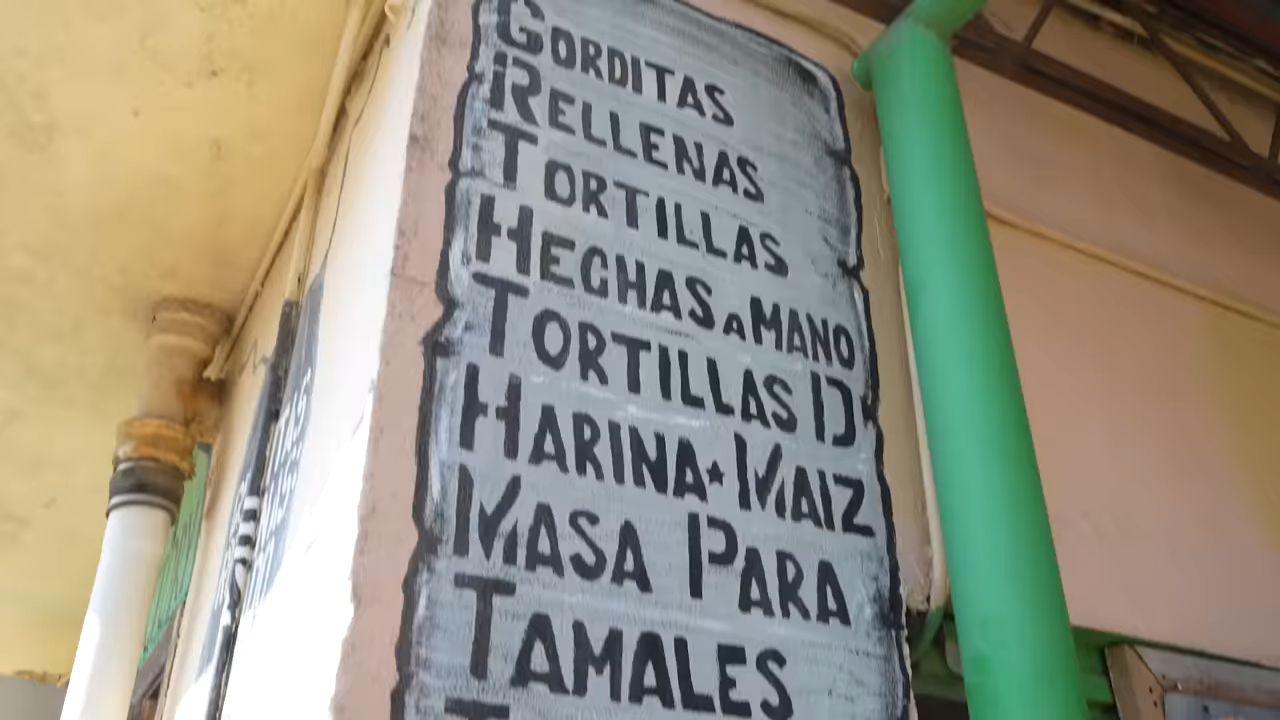 GORDITAS
RELLENAS
TORTILLAS
HECHAS a MANO
TORTILLAS D
HARINA★MAIZ
MASA PARA
TAMALES